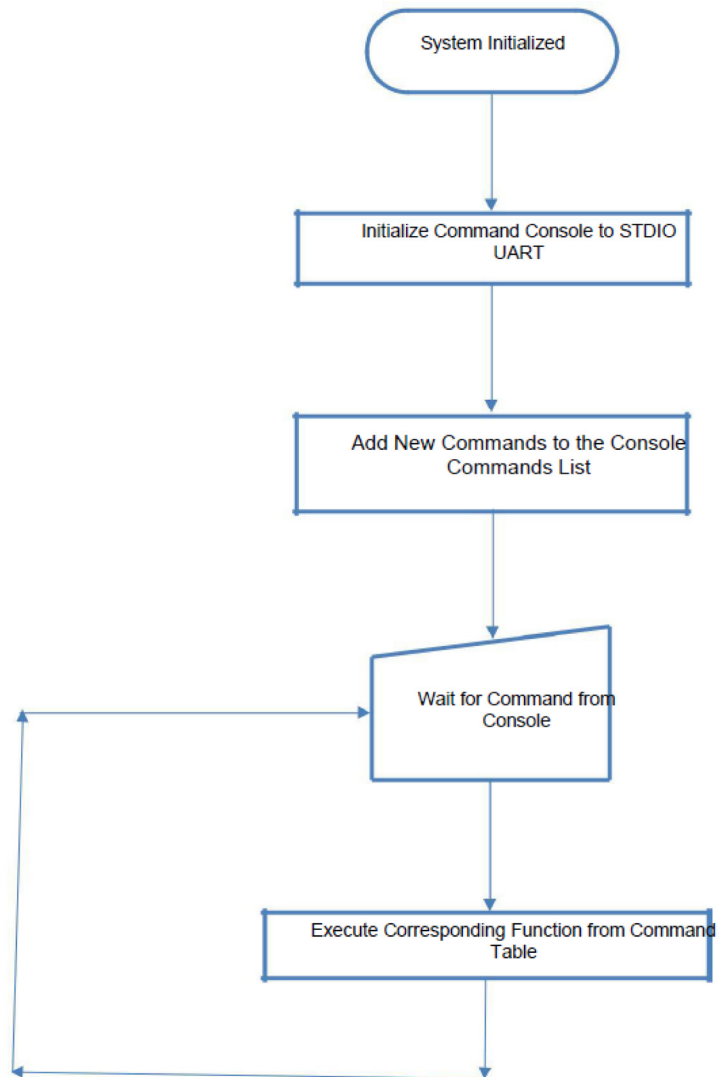 System Initialized
Initialize Command Console to STDIO
UART
Add New Commands to the Console
Commands List
Wait for Command from
Console
Execute Corresponding Function from Command
Table